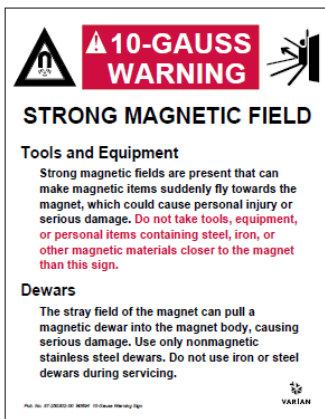 10-GAUSS
WARNING
STRONG MAGNETIC FIELD
Tools and Equipment
Strong magnetic fields are present that can
make magnetic items suddenly fly towards the
magnet, which could cause personal injury or
serious damage. Do not take tools, equipment,
or personal items containing steel, iron, or
other magnetic materials closer to the magnet
than this sign.
Dewars
The stray field of the magnet can pull a
magnetic dewar into the magnet body, causing
serious damage. Use only nonmagnetic
stainless steel dewars. Do not use iron or steel
dewars during servicing.
10-Gauss Warning Sign
VARIAN